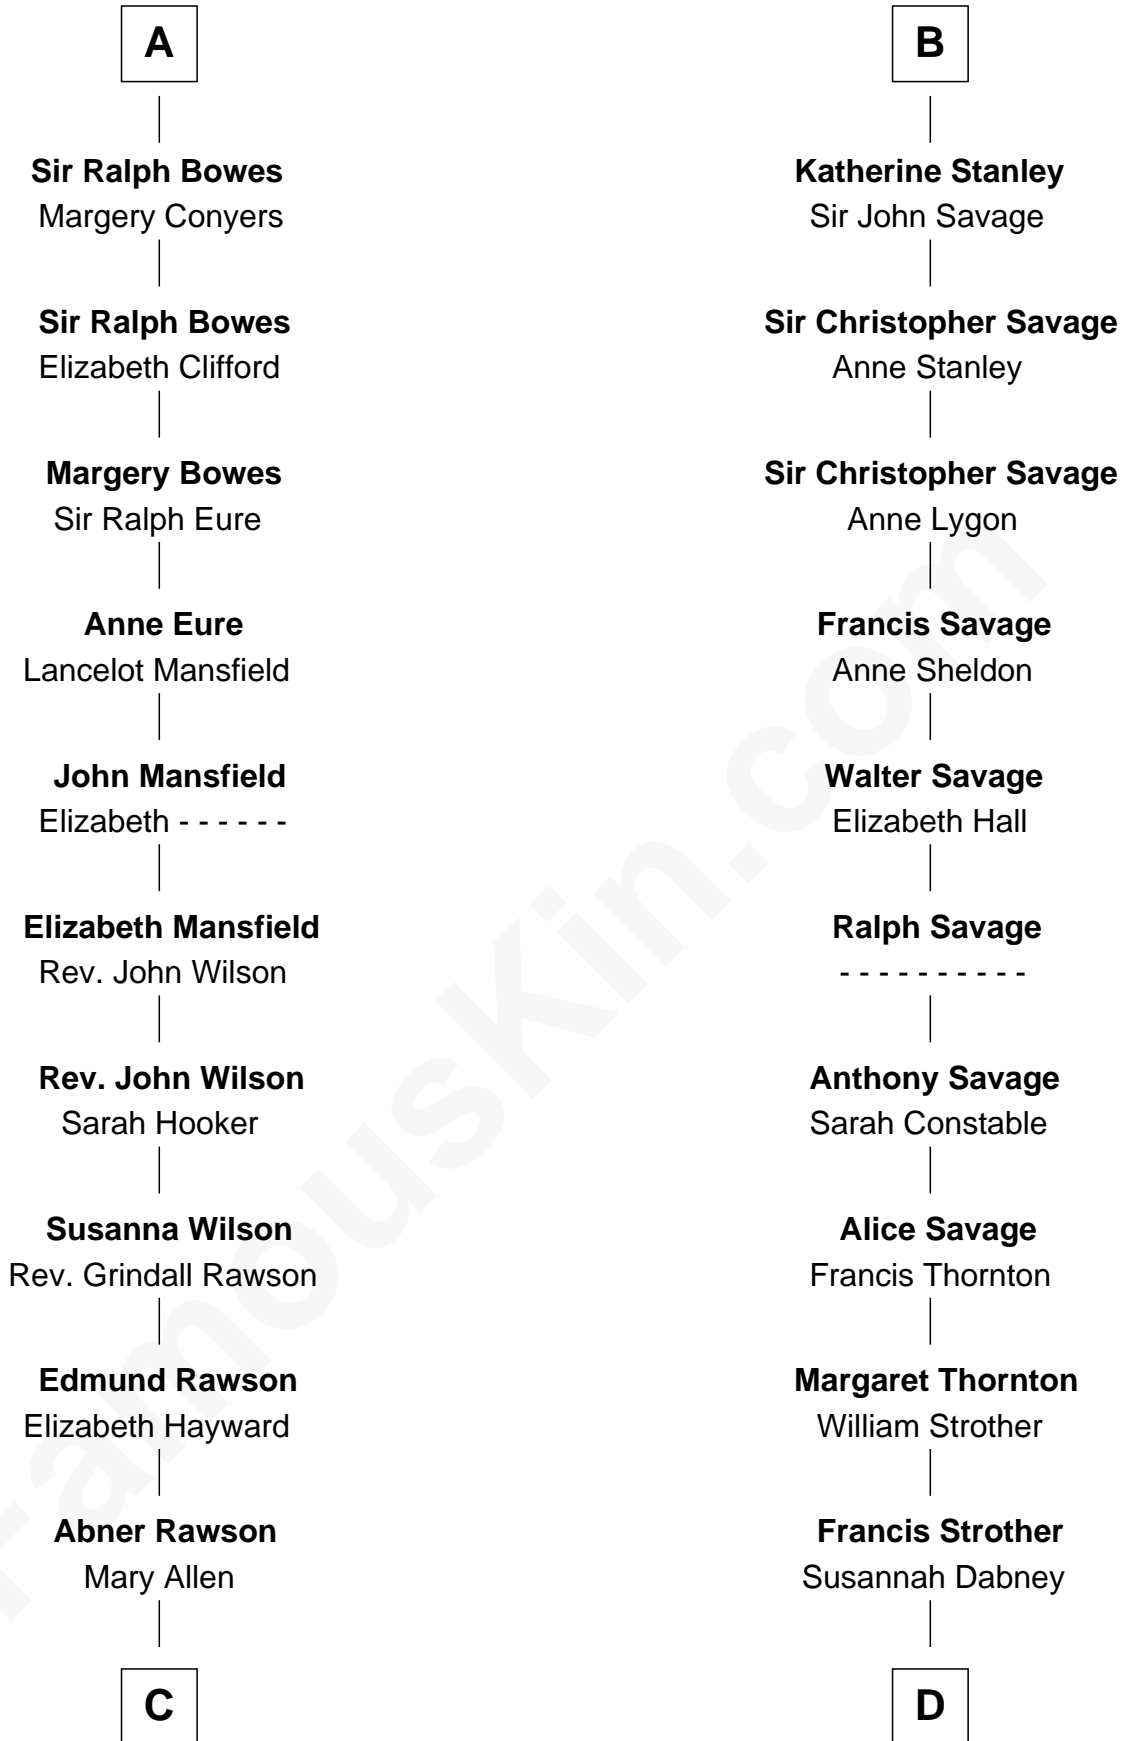 A
Sir Ralph Bowes
Margery Conyers
Sir Ralph Bowes
Elizabeth Clifford
Margery Bowes
Sir Ralph Eure
Anne Eure
Lancelot Mansfield
John Mansfield
Elizabeth - - - - - -
Elizabeth Mansfield
Rev. John Wilson
Rev. John Wilson
Sarah Hooker
Susanna Wilson
Rev. Grindall Rawson
Edmund Rawson
Elizabeth Hayward
Abner Rawson
Mary Allen
C
B
Katherine Stanley
Sir John Savage
Sir Christopher Savage
Anne Stanley
Sir Christopher Savage
Anne Lygon
Francis Savage
Anne Sheldon
Walter Savage
Elizabeth Hall
Ralph Savage
- - - - - - - - - -
Anthony Savage
Sarah Constable
Alice Savage
Francis Thornton
Margaret Thornton
William Strother
Francis Strother
Susannah Dabney
D
FamousKin.com